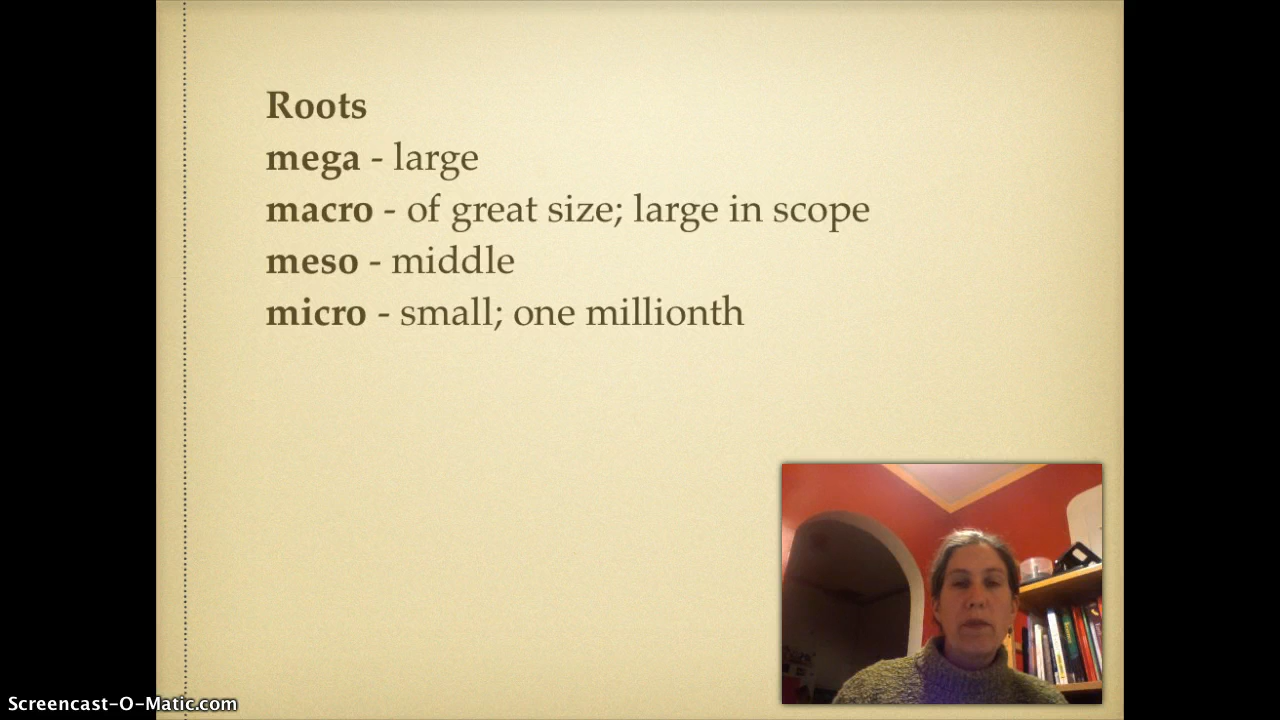 Roots
mega - large
macro - of great size; large in scope
meso - middle
micro - small; one millionth
Screencast-O-Matic.com